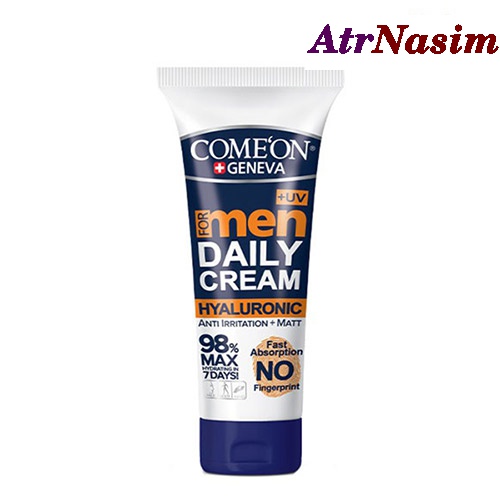 AtrNasim
COME'ON®
GENEVA
+UV
FOR men
DAILY
CREAM
HYALURONIC
ANTI IRRITATION + MATT
98%
MAX
HYDRATING IN
7 DAYS!
Fast
Absorption
NO
Fingerprint